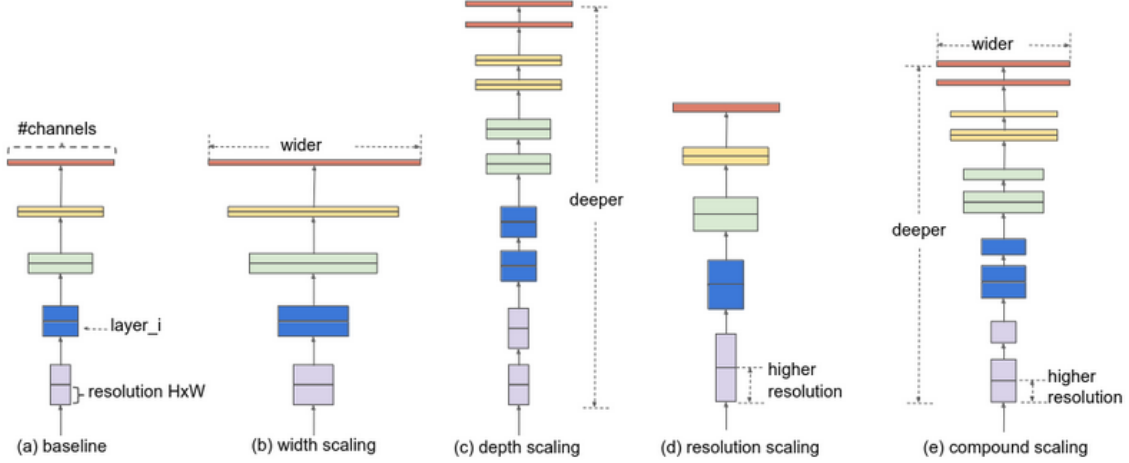 #channels
layer_i
resolution HxW
(a) baseline
wider
(b) width scaling
deeper
(c) depth scaling
higher
resolution
(d) resolution scaling
wider
deeper
higher
resolution
(e) compound scaling